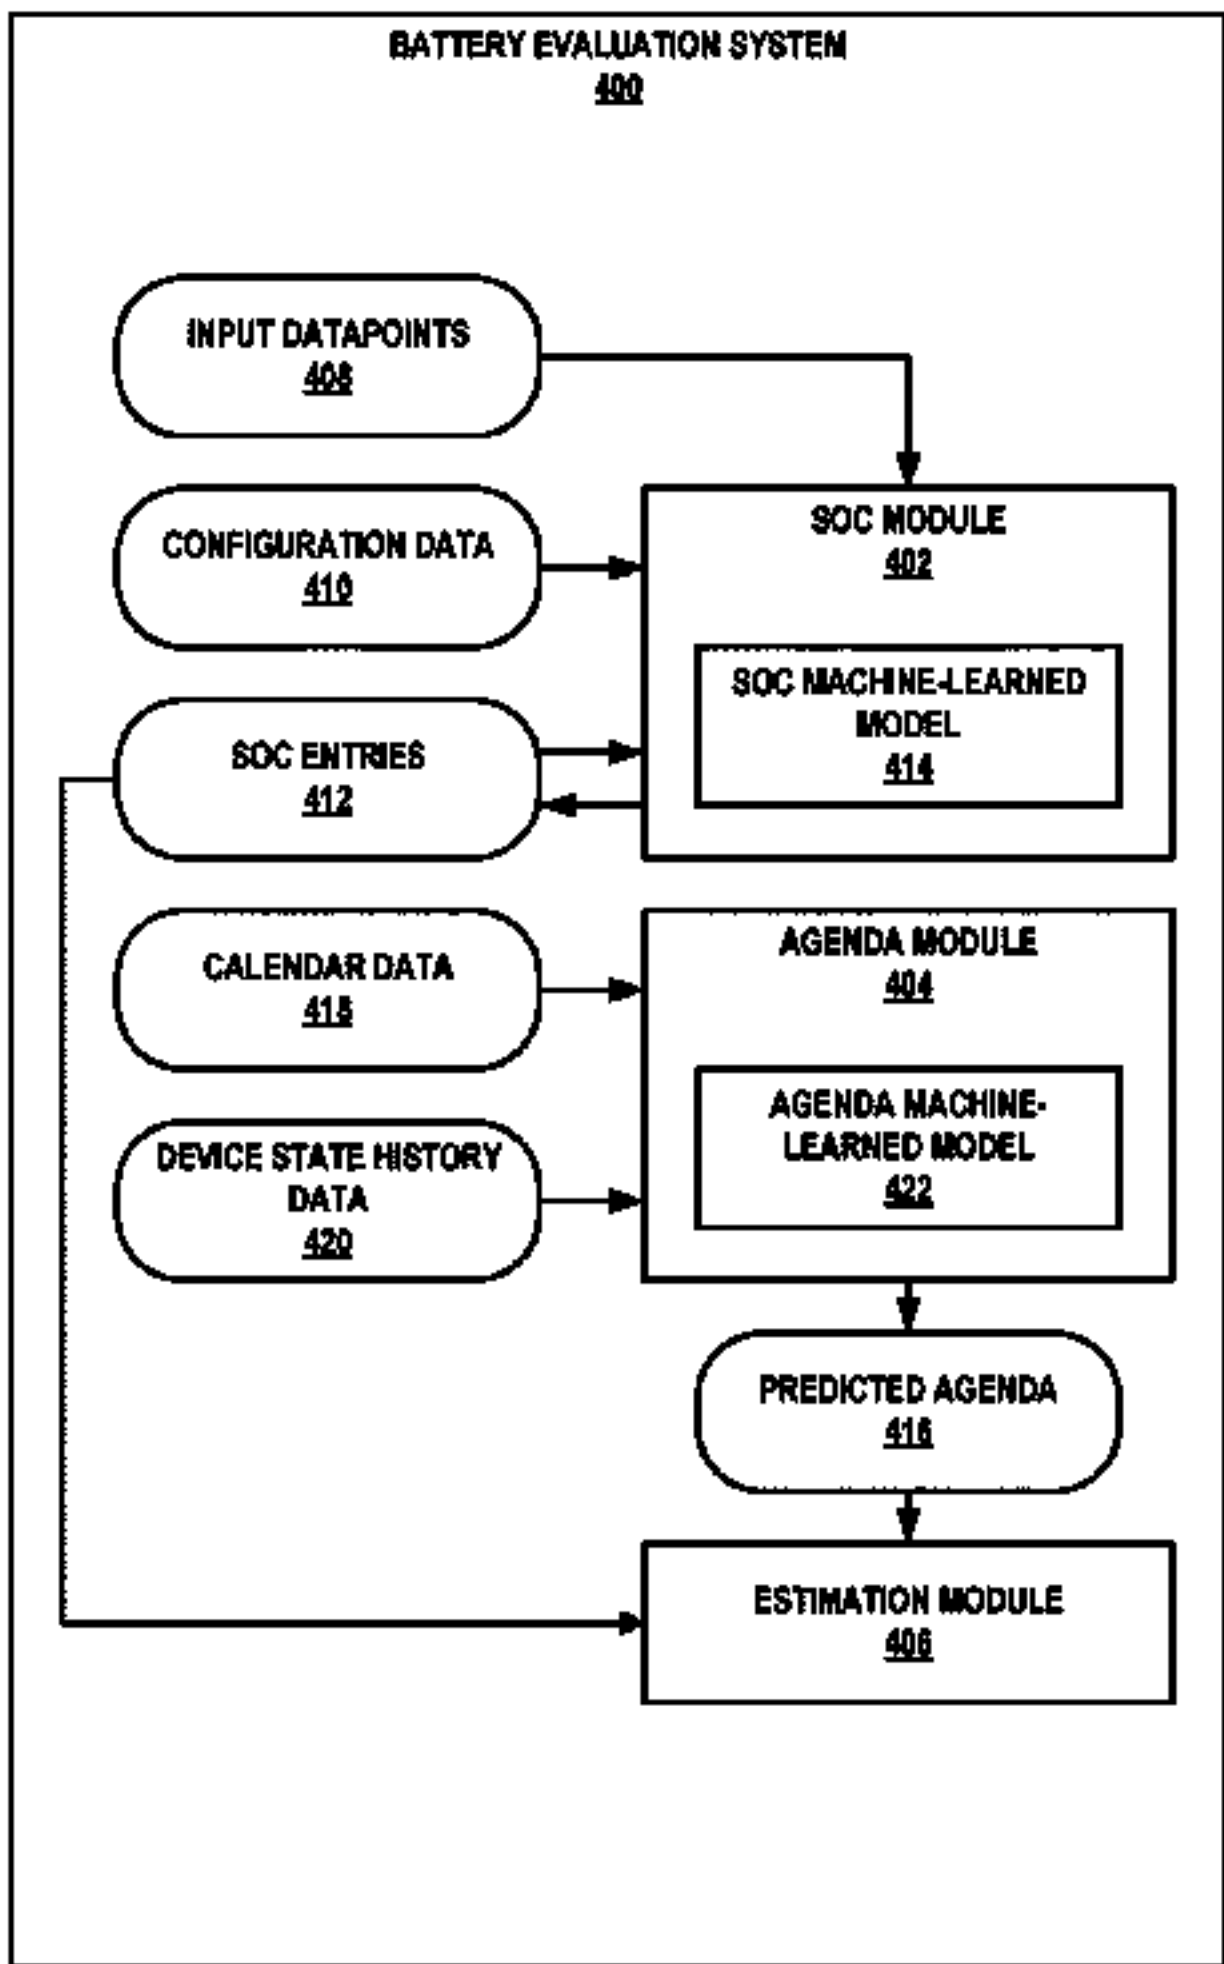 BATTERY EVALUATION SYSTEM
400
INPUT DATAPOINTS
408
CONFIGURATION DATA
410
SOC MODULE
402
SOC MACHINE-LEARNED
MODEL
414
SOC ENTRIES
412
CALENDAR DATA
418
AGENDA MODULE
404
AGENDA MACHINE-
LEARNED MODEL
422
DEVICE STATE HISTORY
DATA
420
PREDICTED AGENDA
416
ESTIMATION MODULE
406